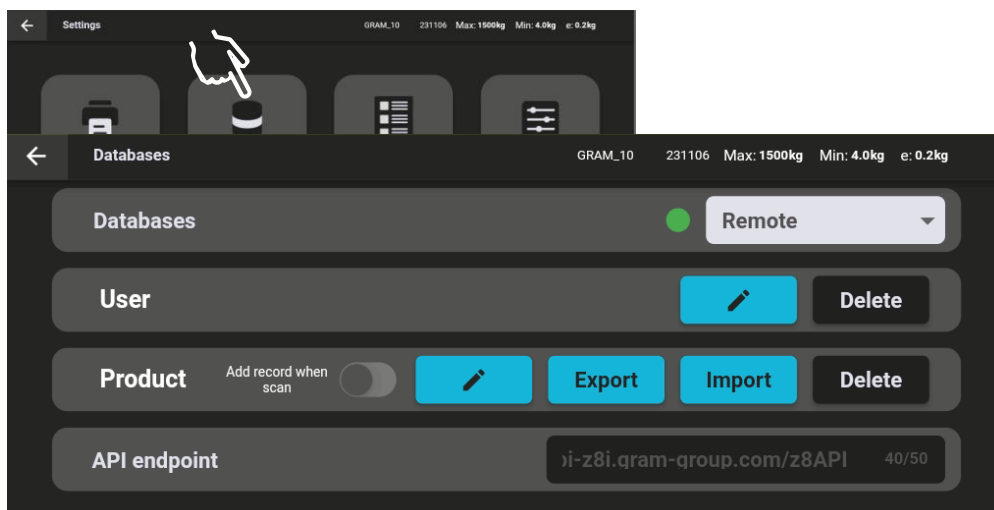 Settings GRAM_10 231106 Max: 1500kg Min: 4.0kg e: 0.2kg
Databases GRAM_10 231106 Max: 1500kg Min: 4.0kg e: 0.2kg
Databases Remote
User Delete
Product Add record when
scan Export Import Delete
API endpoint i-z8i.gram-group.com/z8API 40/50